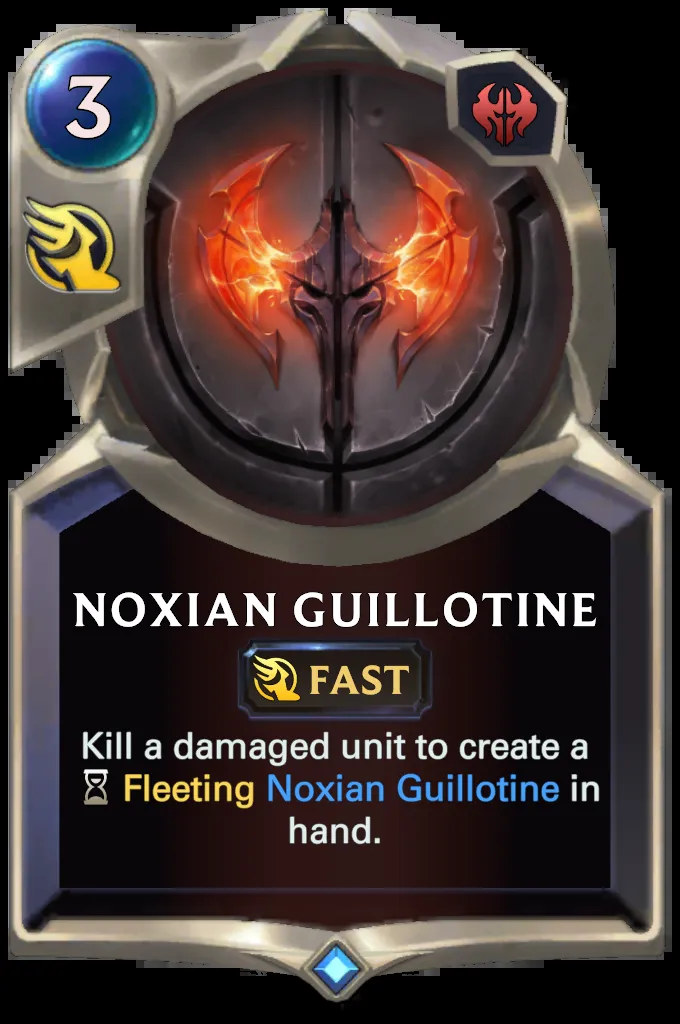 3
NOXIAN GUILLOTINE
FAST
Kill a damaged unit to create a
Fleeting Noxian Guillotine in
hand.